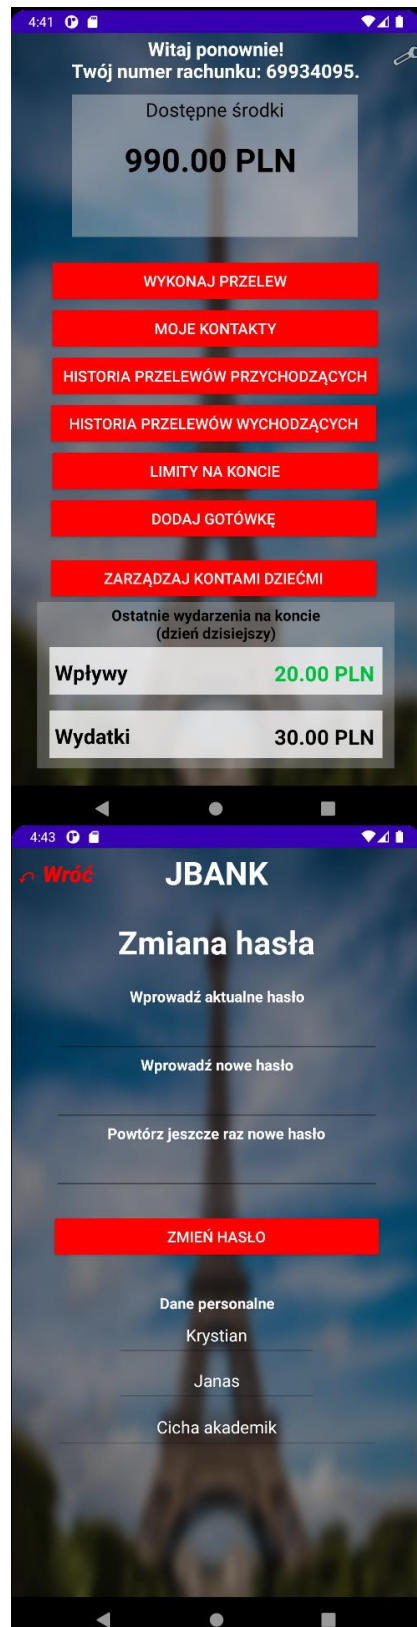 4:41
Witaj ponownie!
Twój numer rachunku: 69934095.
Dostępne środki
990.00 PLN
WYKONAJ PRZELEW
MOJE KONTAKTY
HISTORIA PRZELEWÓW PRZYCHODZĄCYCH
HISTORIA PRZELEWÓW WYCHODZĄCYCH
LIMITY NA KONCIE
DODAJ GOTÓWKĘ
ZARZĄDZAJ KONTAMI DZIEĆMI
Ostatnie wydarzenia na koncie
(dzień dzisiejszy)
Wpływy 20.00 PLN
Wydatki 30.00 PLN
4:43
Wróć JBANK
Zmiana hasła
Wprowadź aktualne hasło
Wprowadź nowe hasło
Powtórz jeszcze raz nowe hasło
ZMIEŃ HASŁO
Dane personalne
Krystian
Janas
Cicha akademik